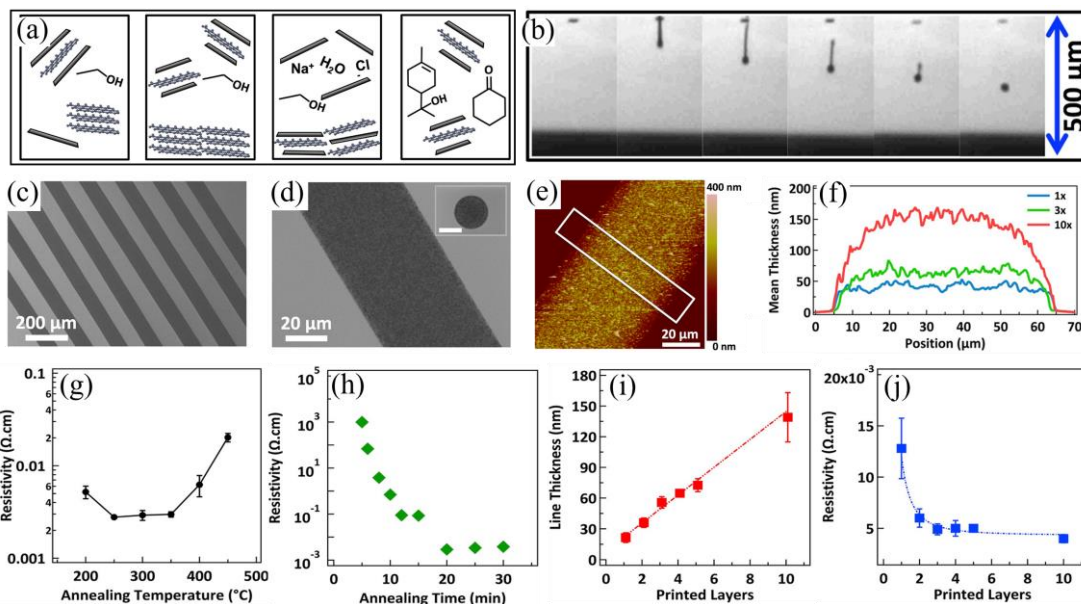 (a)
OH
OH
Na⁺ H₂O Cl
OH
OH
O
(b)
500 µm
(c)
200 µm
(d)
20 µm
(e)
400 nm
0 nm
20 µm
(f)
Mean Thickness (nm)
200
150
100
50
0
1x
3x
10x
0 10 20 30 40 50 60 70
Position (µm)
(g)
Resistivity (Ω.cm)
0.1
4
2
0.01
4
2
0.001
200 300 400 500
Annealing Temperature (°C)
(h)
Resistivity (Ω.cm)
10⁵
10³
10¹
10⁻¹
10⁻³
0 10 20 30
Annealing Time (min)
(i)
Line Thickness (nm)
180
150
120
90
60
30
0
0 2 4 6 8 10
Printed Layers
(j)
Resistivity (Ω.cm)
20x10⁻³
15
10
5
0
0 2 4 6 8 10
Printed Layers